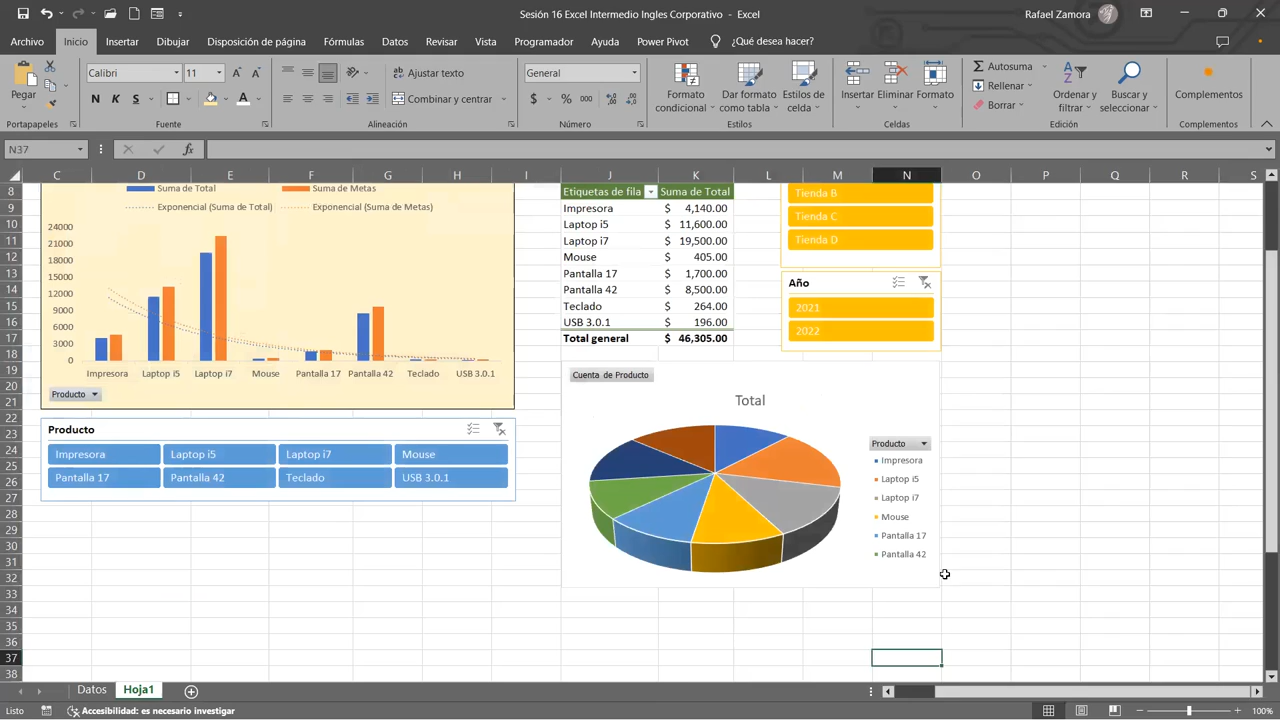 Sesión 16 Excel Intermedio Ingles Corporativo - Excel
Rafael Zamora
Archivo Inicio Insertar Dibujar Disposición de página Fórmulas Datos Revisar Vista Programador Ayuda Power Pivot ¿Qué desea hacer?
Pegar
Calibri 11
N K S
Ajustar texto
Combinar y centrar
General
$ % 000
Formato condicional
Dar formato como tabla
Estilos de celda
Insertar Eliminar Formato
Autosuma
Rellenar
Borrar
Ordenar y filtrar
Buscar y seleccionar
Complementos
Portapapeles Fuente Alineación Número Estilos Celdas Edición Complementos
N37
fx
C D E F G H I J K L M N O P Q R S
8
9
10
11
12
13
14
15
16
17
18
19
20
21
22
23
24
25
26
27
28
29
30
31
32
33
34
35
36
37
38
Suma de Total Suma de Metas
Exponencial (Suma de Total) Exponencial (Suma de Metas)
24000
21000
18000
15000
12000
9000
6000
3000
0
Impresora Laptop i5 Laptop i7 Mouse Pantalla 17 Pantalla 42 Teclado USB 3.0.1
Producto
Producto
Impresora Laptop i5 Laptop i7 Mouse
Pantalla 17 Pantalla 42 Teclado USB 3.0.1
Etiquetas de fila Suma de Total
Impresora $ 4,140.00
Laptop i5 $ 11,600.00
Laptop i7 $ 19,500.00
Mouse $ 405.00
Pantalla 17 $ 1,700.00
Pantalla 42 $ 8,500.00
Teclado $ 264.00
USB 3.0.1 $ 196.00
Total general $ 46,305.00
Tienda B
Tienda C
Tienda D
Año
2021
2022
Cuenta de Producto
Total
Producto
Impresora
Laptop i5
Laptop i7
Mouse
Pantalla 17
Pantalla 42
Datos Hoja1
Listo Accesibilidad: es necesario investigar 100%